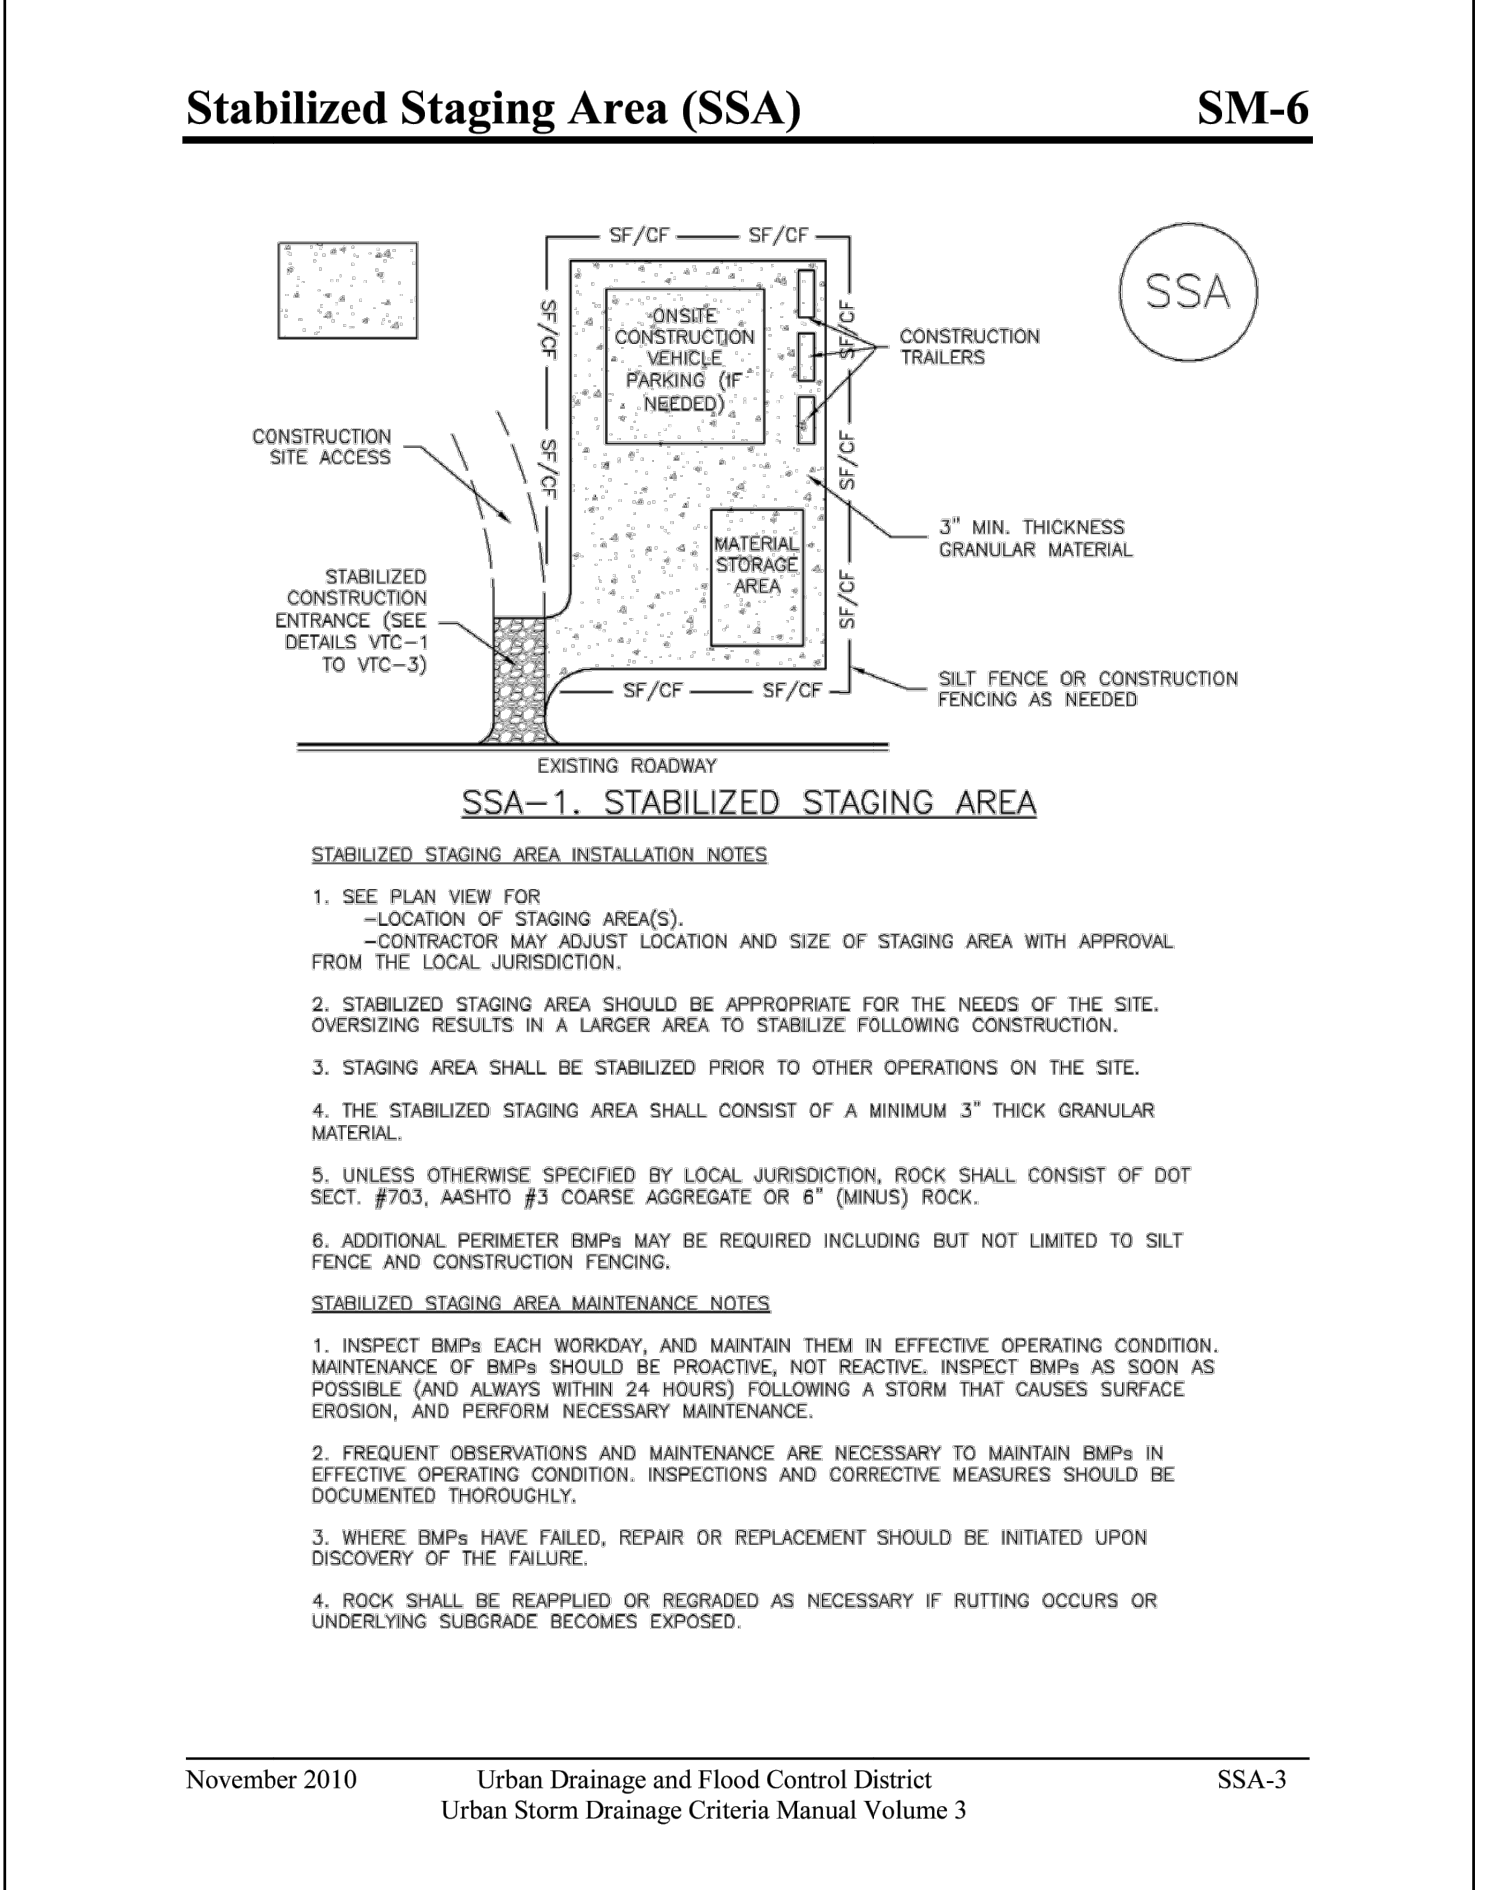 Stabilized Staging Area (SSA) SM-6
SF/CF SF/CF
SSA
SF/CF
SF/CF
ONSITE
CONSTRUCTION
VEHICLE
PARKING (IF
NEEDED)
CONSTRUCTION
TRAILERS
CONSTRUCTION
SITE ACCESS
SF/CF
SF/CF
3" MIN. THICKNESS
GRANULAR MATERIAL
MATERIAL
STORAGE
AREA
STABILIZED
CONSTRUCTION
ENTRANCE (SEE
DETAILS VTC-1
TO VTC-3)
SF/CF
SF/CF SF/CF
SILT FENCE OR CONSTRUCTION
FENCING AS NEEDED
EXISTING ROADWAY
SSA-1. STABILIZED STAGING AREA
STABILIZED STAGING AREA INSTALLATION NOTES
1. SEE PLAN VIEW FOR
-LOCATION OF STAGING AREA(S).
-CONTRACTOR MAY ADJUST LOCATION AND SIZE OF STAGING AREA WITH APPROVAL
FROM THE LOCAL JURISDICTION.
2. STABILIZED STAGING AREA SHOULD BE APPROPRIATE FOR THE NEEDS OF THE SITE.
OVERSIZING RESULTS IN A LARGER AREA TO STABILIZE FOLLOWING CONSTRUCTION.
3. STAGING AREA SHALL BE STABILIZED PRIOR TO OTHER OPERATIONS ON THE SITE.
4. THE STABILIZED STAGING AREA SHALL CONSIST OF A MINIMUM 3" THICK GRANULAR
MATERIAL.
5. UNLESS OTHERWISE SPECIFIED BY LOCAL JURISDICTION, ROCK SHALL CONSIST OF DOT
SECT. #703, AASHTO #3 COARSE AGGREGATE OR 6" (MINUS) ROCK.
6. ADDITIONAL PERIMETER BMPs MAY BE REQUIRED INCLUDING BUT NOT LIMITED TO SILT
FENCE AND CONSTRUCTION FENCING.
STABILIZED STAGING AREA MAINTENANCE NOTES
1. INSPECT BMPs EACH WORKDAY, AND MAINTAIN THEM IN EFFECTIVE OPERATING CONDITION.
MAINTENANCE OF BMPs SHOULD BE PROACTIVE, NOT REACTIVE. INSPECT BMPs AS SOON AS
POSSIBLE (AND ALWAYS WITHIN 24 HOURS) FOLLOWING A STORM THAT CAUSES SURFACE
EROSION, AND PERFORM NECESSARY MAINTENANCE.
2. FREQUENT OBSERVATIONS AND MAINTENANCE ARE NECESSARY TO MAINTAIN BMPs IN
EFFECTIVE OPERATING CONDITION. INSPECTIONS AND CORRECTIVE MEASURES SHOULD BE
DOCUMENTED THOROUGHLY.
3. WHERE BMPs HAVE FAILED, REPAIR OR REPLACEMENT SHOULD BE INITIATED UPON
DISCOVERY OF THE FAILURE.
4. ROCK SHALL BE REAPPLIED OR REGRADED AS NECESSARY IF RUTTING OCCURS OR
UNDERLYING SUBGRADE BECOMES EXPOSED.
November 2010 Urban Drainage and Flood Control District SSA-3
Urban Storm Drainage Criteria Manual Volume 3